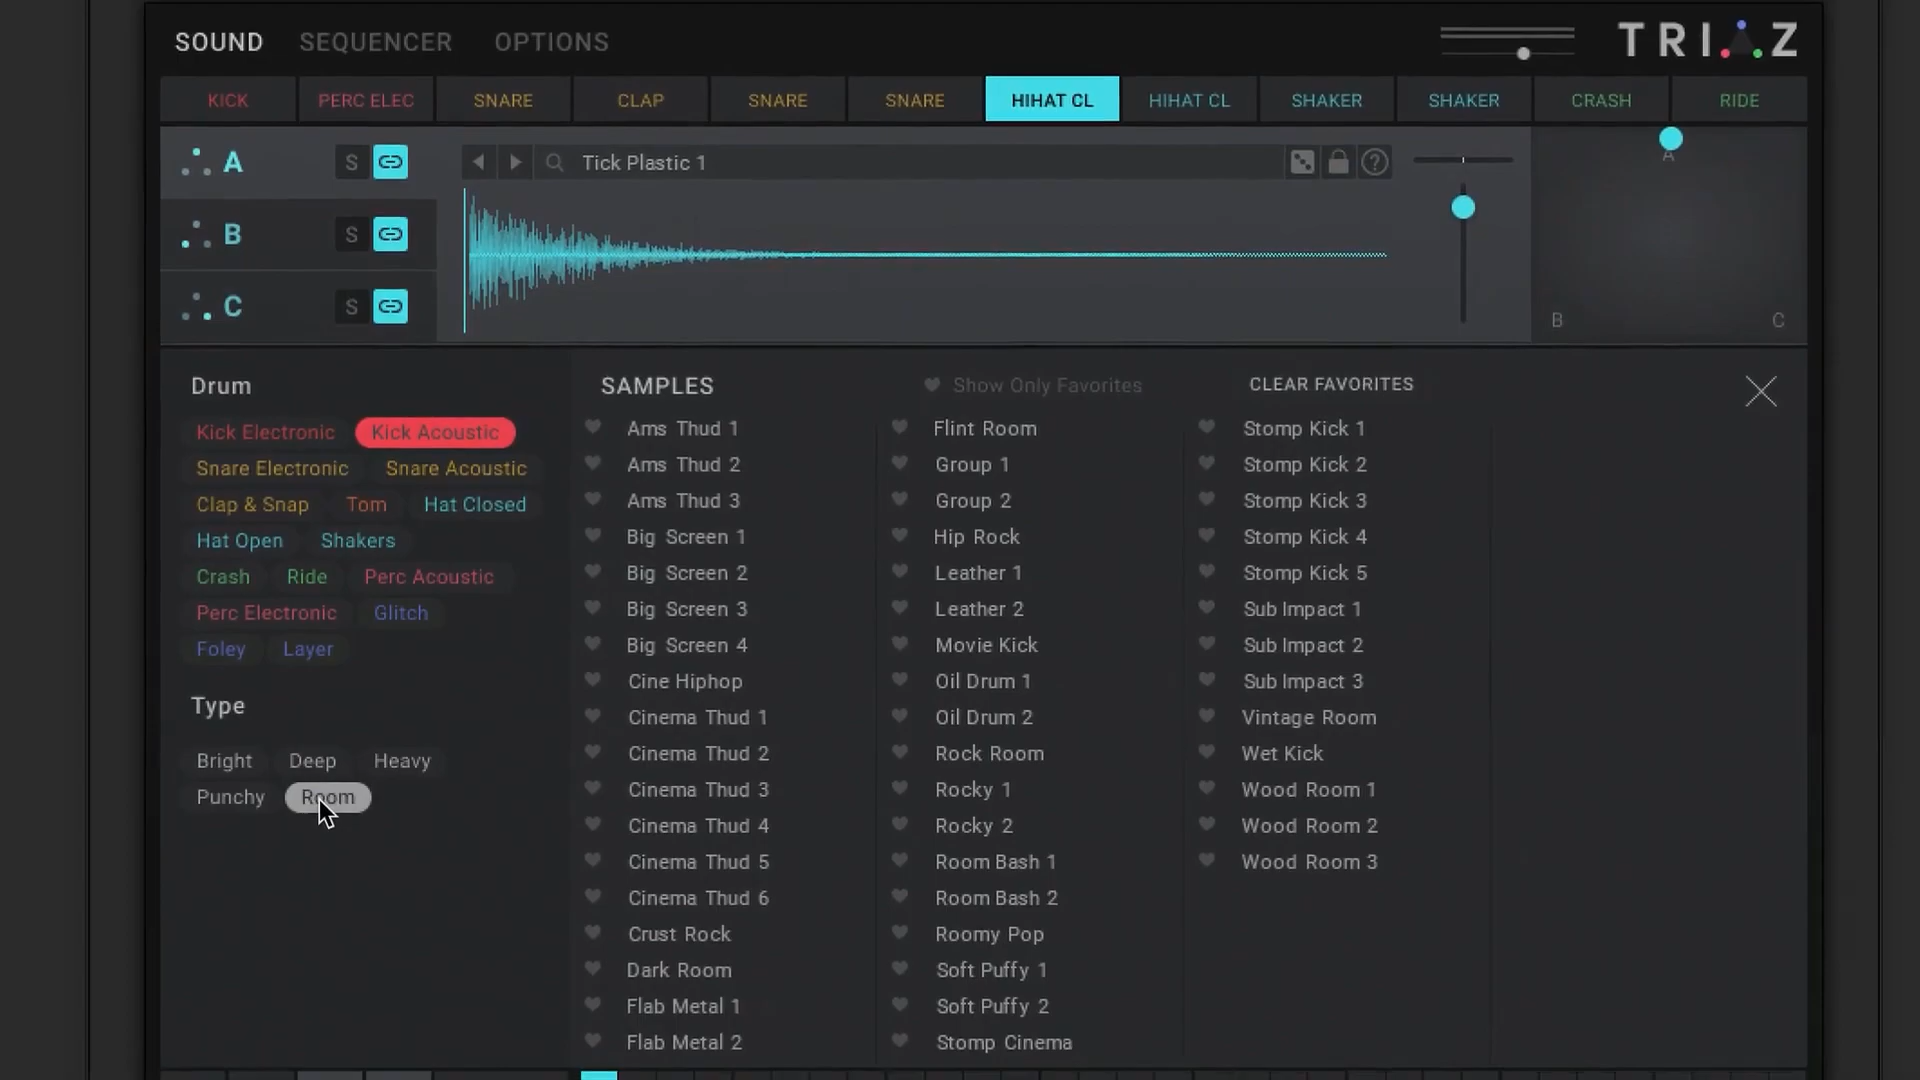 SOUND SEQUENCER OPTIONS TRIAZ
KICK PERC ELEC SNARE CLAP SNARE SNARE HIHAT CL HIHAT CL SHAKER SHAKER CRASH RIDE
A S Tick Plastic 1 ? A
B S
C S B C
Drum
Kick Electronic Kick Acoustic
Snare Electronic Snare Acoustic
Clap & Snap Tom Hat Closed
Hat Open Shakers
Crash Ride Perc Acoustic
Perc Electronic Glitch
Foley Layer
Type
Bright Deep Heavy
Punchy Room
SAMPLES Show Only Favorites CLEAR FAVORITES
Ams Thud 1
Ams Thud 2
Ams Thud 3
Big Screen 1
Big Screen 2
Big Screen 3
Big Screen 4
Cine Hiphop
Cinema Thud 1
Cinema Thud 2
Cinema Thud 3
Cinema Thud 4
Cinema Thud 5
Cinema Thud 6
Crust Rock
Dark Room
Flab Metal 1
Flab Metal 2
Flint Room
Group 1
Group 2
Hip Rock
Leather 1
Leather 2
Movie Kick
Oil Drum 1
Oil Drum 2
Rock Room
Rocky 1
Rocky 2
Room Bash 1
Room Bash 2
Roomy Pop
Soft Puffy 1
Soft Puffy 2
Stomp Cinema
Stomp Kick 1
Stomp Kick 2
Stomp Kick 3
Stomp Kick 4
Stomp Kick 5
Sub Impact 1
Sub Impact 2
Sub Impact 3
Vintage Room
Wet Kick
Wood Room 1
Wood Room 2
Wood Room 3